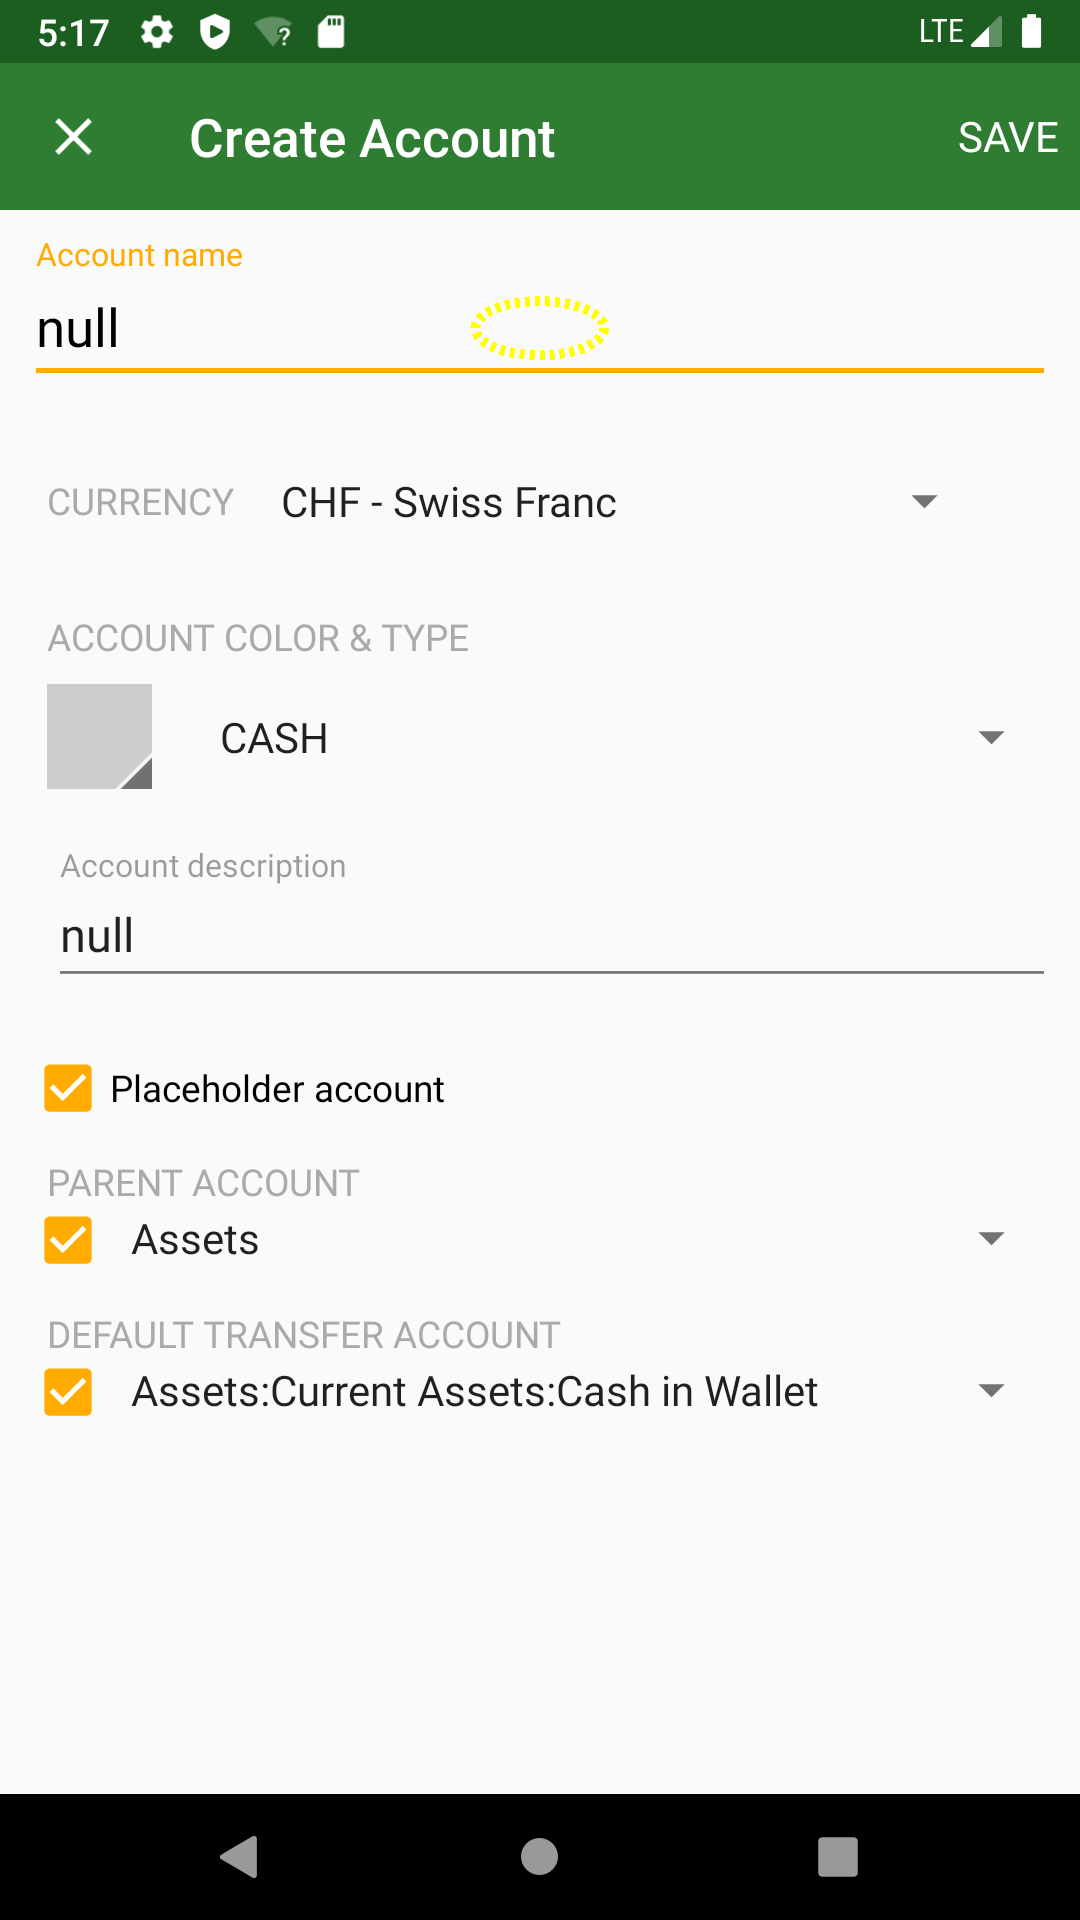 5:17 ? LTE
Create Account SAVE
Account name
null
CURRENCY CHF - Swiss Franc
ACCOUNT COLOR & TYPE
CASH
Account description
null
Placeholder account
PARENT ACCOUNT
Assets
DEFAULT TRANSFER ACCOUNT
Assets:Current Assets:Cash in Wallet